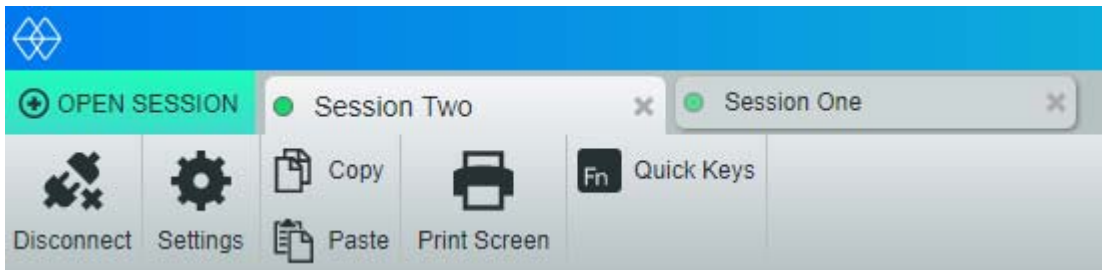 OPEN SESSION Session Two Session One
Copy Fn Quick Keys
Disconnect Settings Paste Print Screen